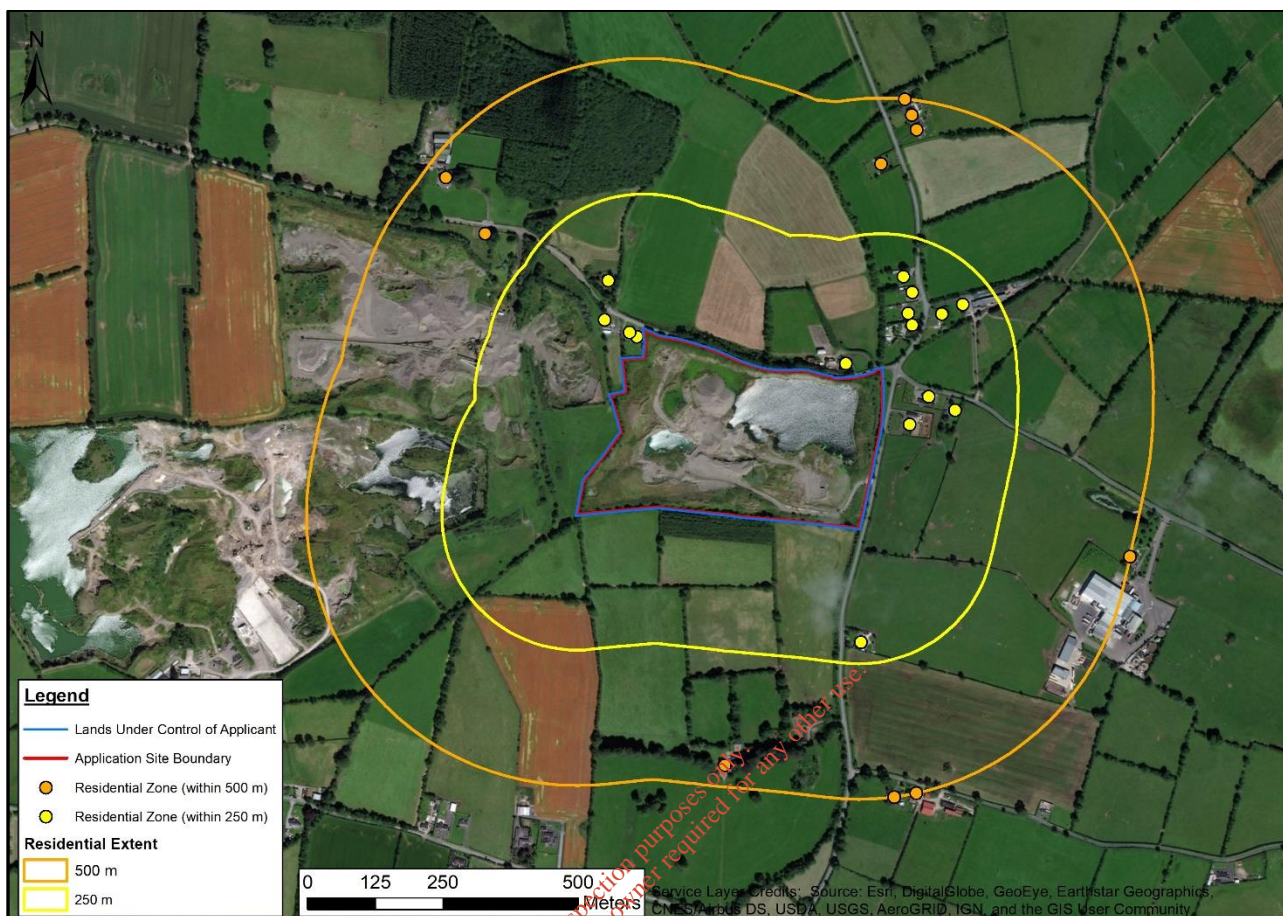 N
Legend
Lands Under Control of Applicant
Application Site Boundary
Residential Zone (within 500 m)
Residential Zone (within 250 m)
Residential Extent
500 m
250 m
0 125 250 500
Meters
inspection purposes only.
owner required for any other use.
Service Layer Credits: Source: Esri, DigitalGlobe, GeoEye, Earthstar Geographics,
CNES/Airbus DS, USDA, USGS, AeroGRID, IGN, and the GIS User Community